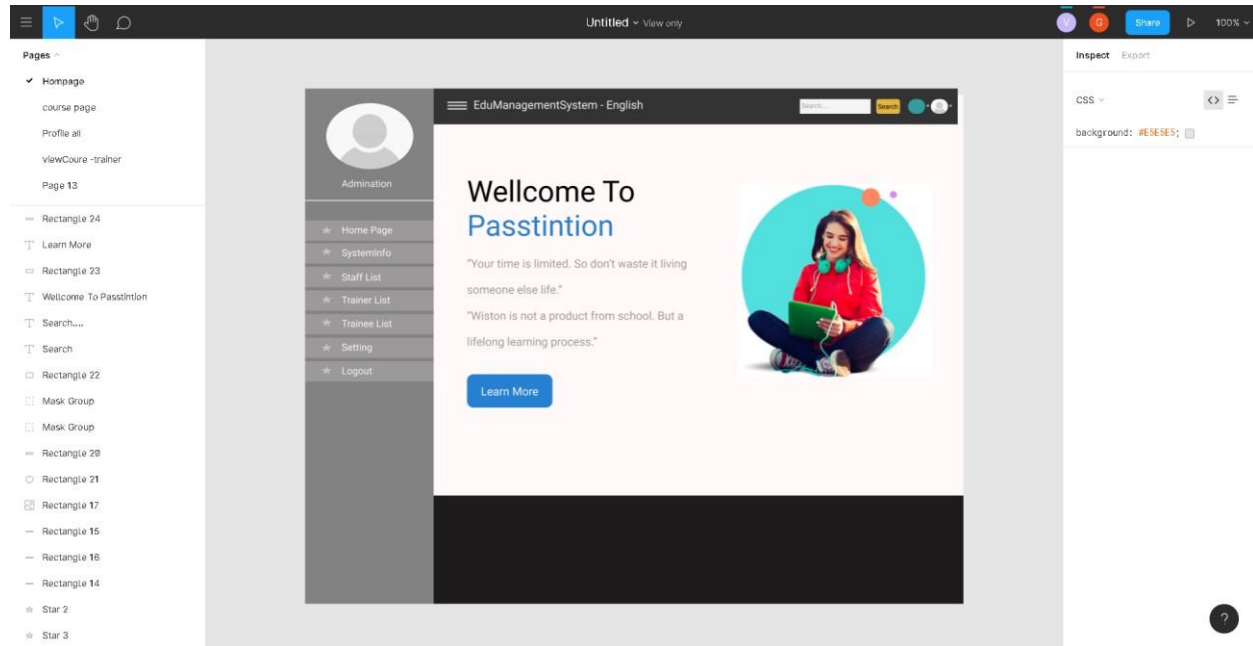 Untitled View only
V
G
Share
100%
Pages
Hompage
course page
Profile all
viewCoure -trainer
Page 13
Rectangle 24
Learn More
Rectangle 23
Wellcome To Passtintion
Search....
Search
Rectangle 22
Mask Group
Mask Group
Rectangle 20
Rectangle 21
Rectangle 17
Rectangle 15
Rectangle 16
Rectangle 14
Star 2
Star 3
Admination
Home Page
SystemInfo
Staff List
Trainer List
Trainee List
Setting
Logout
EduManagementSystem - English
Search....
Search
Wellcome To
Passtintion
"Your time is limited. So don't waste it living
someone else life."
"Wiston is not a product from school. But a
lifelong learning process."
Learn More
Inspect Export
CSS
background: #E5E5E5;
?